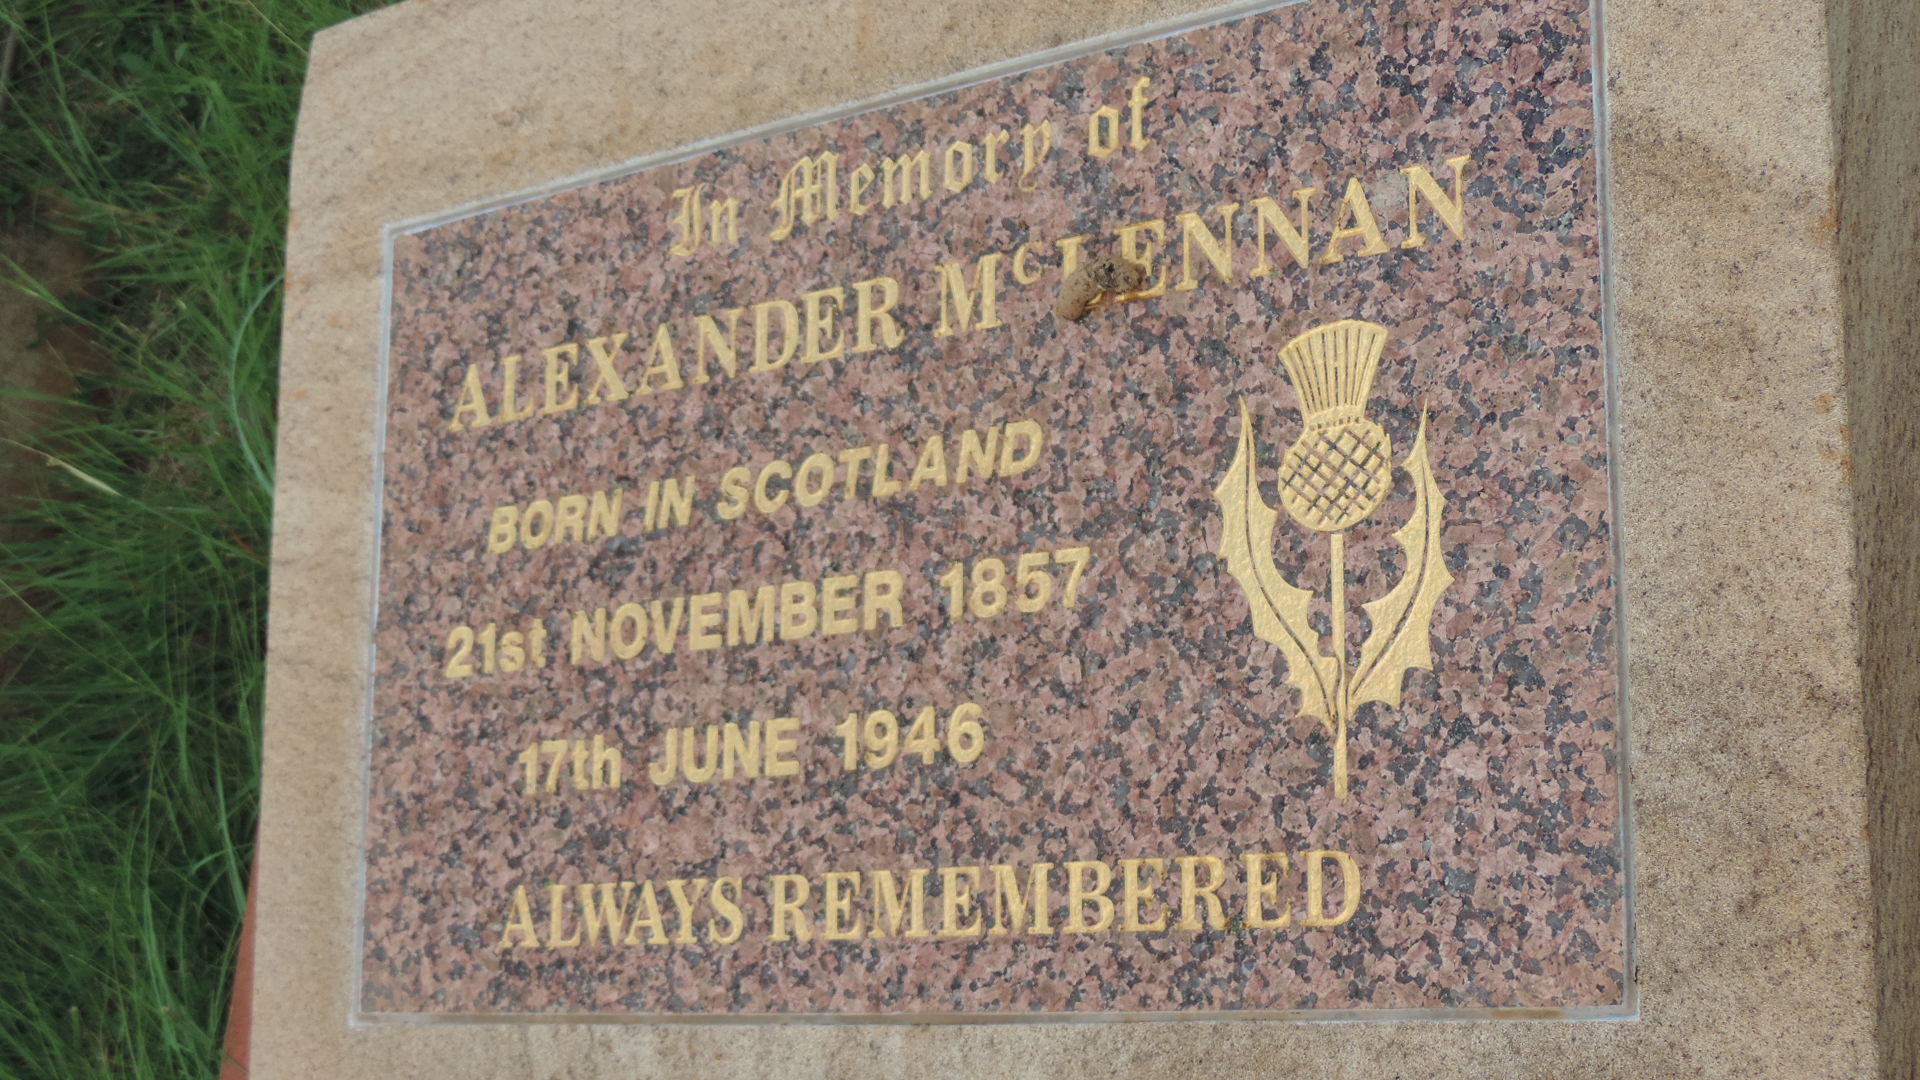 In Memory of
ALEXANDER McLENNAN
BORN IN SCOTLAND
21st NOVEMBER 1857
17th JUNE 1946
ALWAYS REMEMBERED